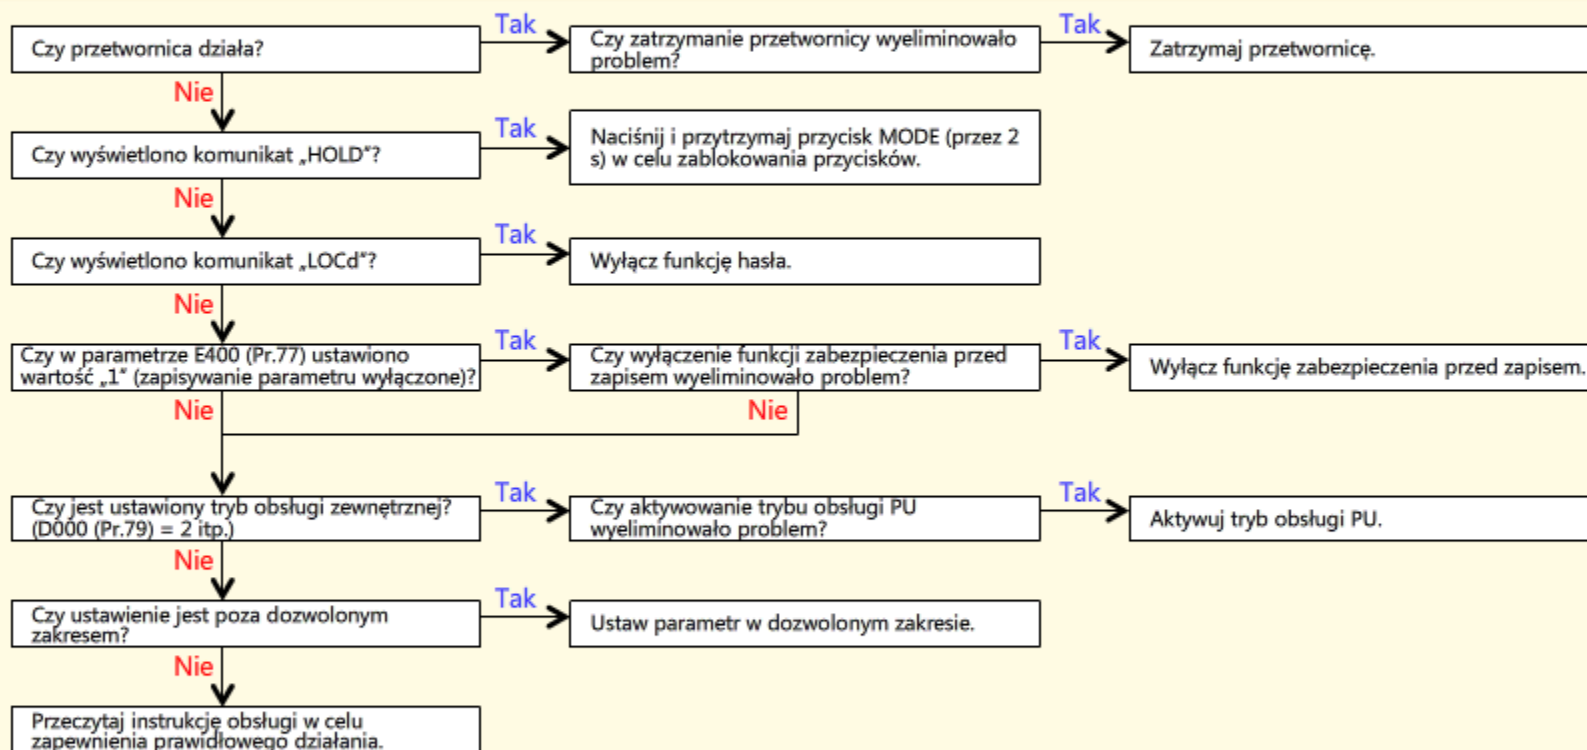 Czy przetwornica działa?
Tak
Czy zatrzymanie przetwornicy wyeliminowało
problem?
Tak
Zatrzymaj przetwornicę.
Nie
Czy wyświetlono komunikat „HOLD"?
Tak
Naciśnij i przytrzymaj przycisk MODE (przez 2
s) w celu zablokowania przycisków.
Nie
Czy wyświetlono komunikat „LOCd"?
Tak
Wyłącz funkcję hasła.
Nie
Czy w parametrze E400 (Pr.77) ustawiono
wartość „1" (zapisywanie parametru wyłączone)?
Tak
Czy wyłączenie funkcji zabezpieczenia przed
zapisem wyeliminowało problem?
Tak
Wyłącz funkcję zabezpieczenia przed zapisem.
Nie
Nie
Czy jest ustawiony tryb obsługi zewnętrznej?
(D000 (Pr.79) = 2 itp.)
Tak
Czy aktywowanie trybu obsługi PU
wyeliminowało problem?
Tak
Aktywuj tryb obsługi PU.
Nie
Czy ustawienie jest poza dozwolonym
zakresem?
Tak
Ustaw parametr w dozwolonym zakresie.
Nie
Przeczytaj instrukcję obsługi w celu
zapewnienia prawidłowego działania.